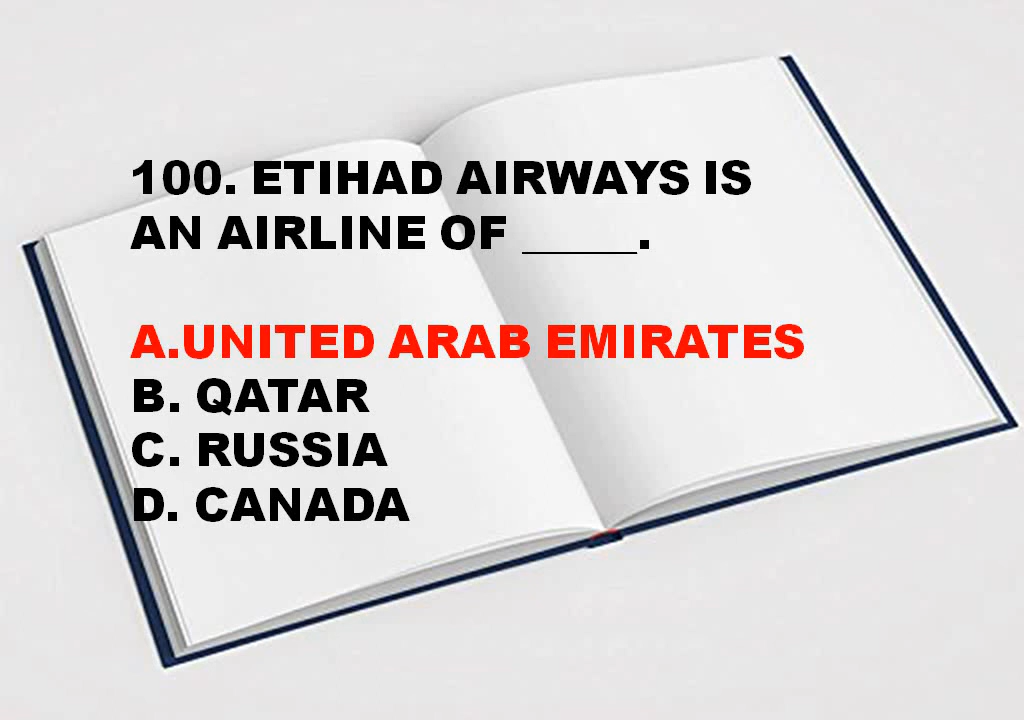 100. ETIHAD AIRWAYS IS
AN AIRLINE OF _____.
A.UNITED ARAB EMIRATES
B. QATAR
C. RUSSIA
D. CANADA